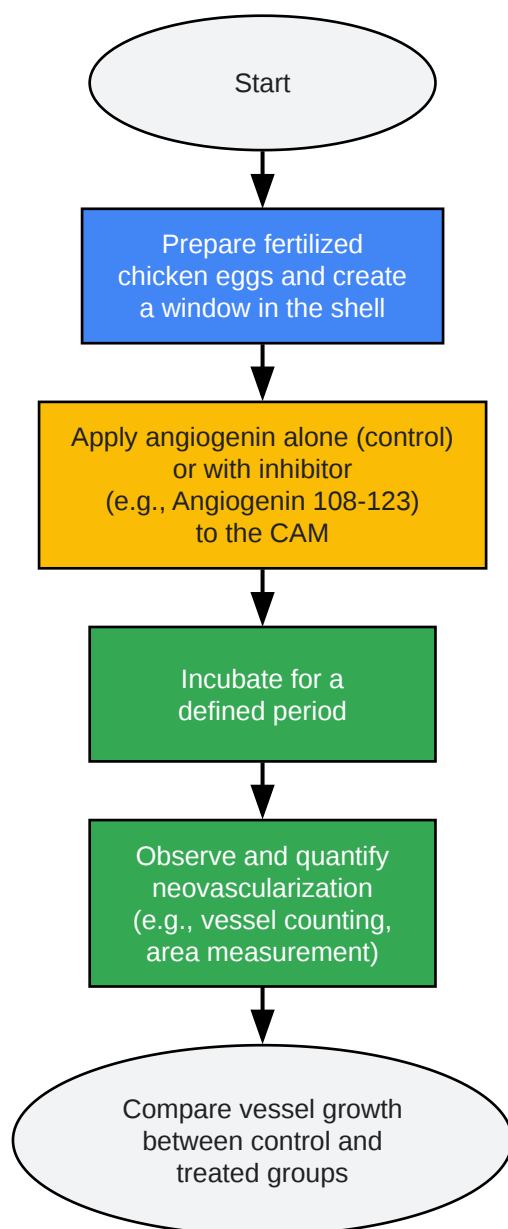 Start
Prepare fertilized
chicken eggs and create
a window in the shell
Apply angiogenin alone (control)
or with inhibitor
(e.g., Angiogenin 108-123)
to the CAM
Incubate for a
defined period
Observe and quantify
neovascularization
(e.g., vessel counting,
area measurement)
Compare vessel growth
between control and
treated groups